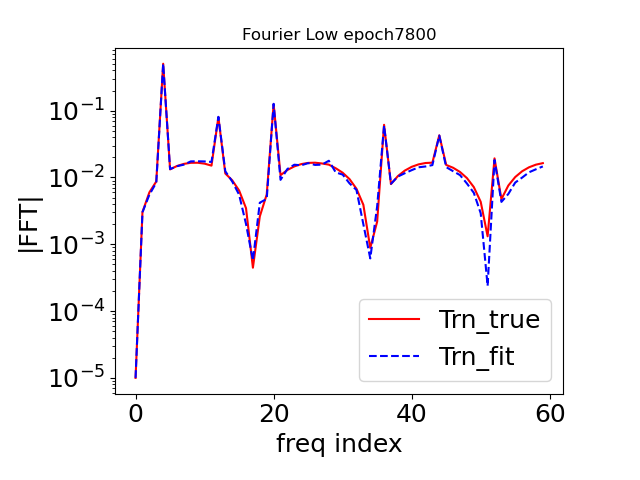 Fourier Low epoch7800
|FFT|
10⁻¹
10⁻²
10⁻³
10⁻⁴
10⁻⁵
Trn_true
Trn_fit
0 20 40 60
freq index